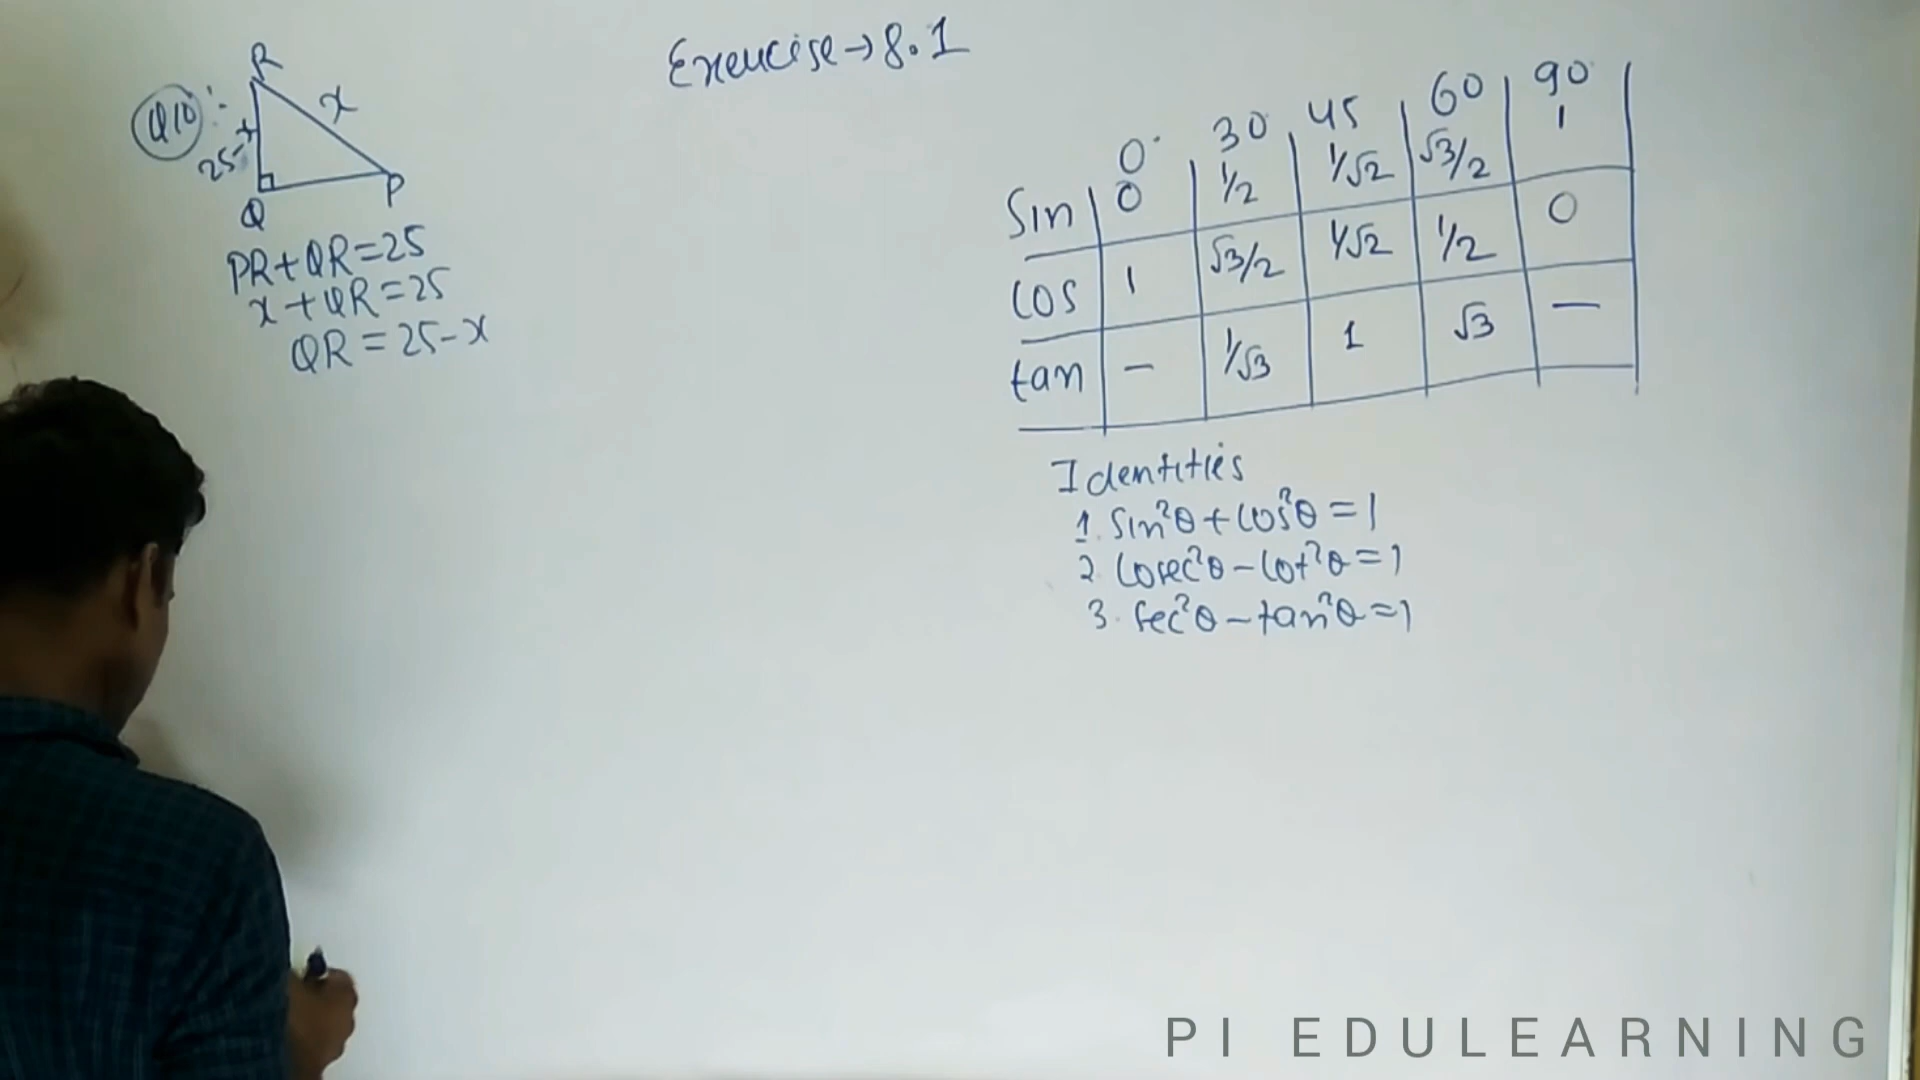 Exercise→8.1
Q10:-
R
x
25-x
Q
P
PR+QR=25
x+QR=25
QR=25-x
0° 30 45 60 90
Sin 0 1/2 1/√2 √3/2 1
Cos 1 √3/2 1/√2 1/2 0
tan – 1/√3 1 √3 —
Identities
1. Sin²θ+Cos²θ=1
2. Cosec²θ-Cot²θ=1
3. Sec²θ-tan²θ=1
PI EDULEARNING